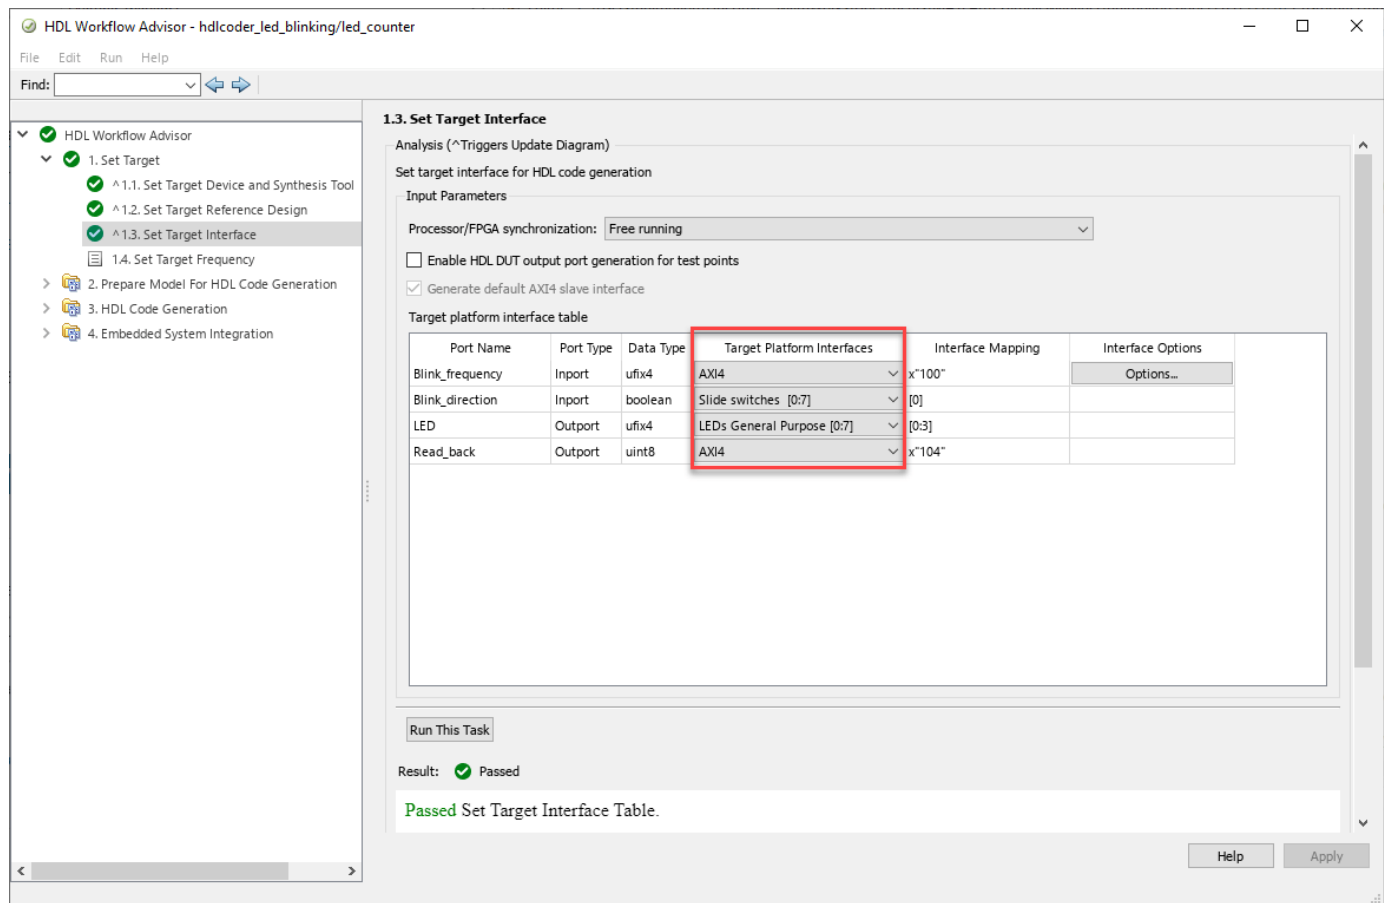 HDL Workflow Advisor - hdlcoder_led_blinking/led_counter
File Edit Run Help
Find:
HDL Workflow Advisor
1. Set Target
^1.1. Set Target Device and Synthesis Tool
^1.2. Set Target Reference Design
^1.3. Set Target Interface
1.4. Set Target Frequency
2. Prepare Model For HDL Code Generation
3. HDL Code Generation
4. Embedded System Integration
1.3. Set Target Interface
Analysis (^Triggers Update Diagram)
Set target interface for HDL code generation
Input Parameters
Processor/FPGA synchronization: Free running
Enable HDL DUT output port generation for test points
Generate default AXI4 slave interface
Target platform interface table
Port Name Port Type Data Type Target Platform Interfaces Interface Mapping Interface Options
Blink_frequency Inport ufix4 AXI4 x"100" Options...
Blink_direction Inport boolean Slide switches [0:7] [0]
LED Outport ufix4 LEDs General Purpose [0:7] [0:3]
Read_back Outport uint8 AXI4 x"104"
Run This Task
Result: Passed
Passed Set Target Interface Table.
Help Apply